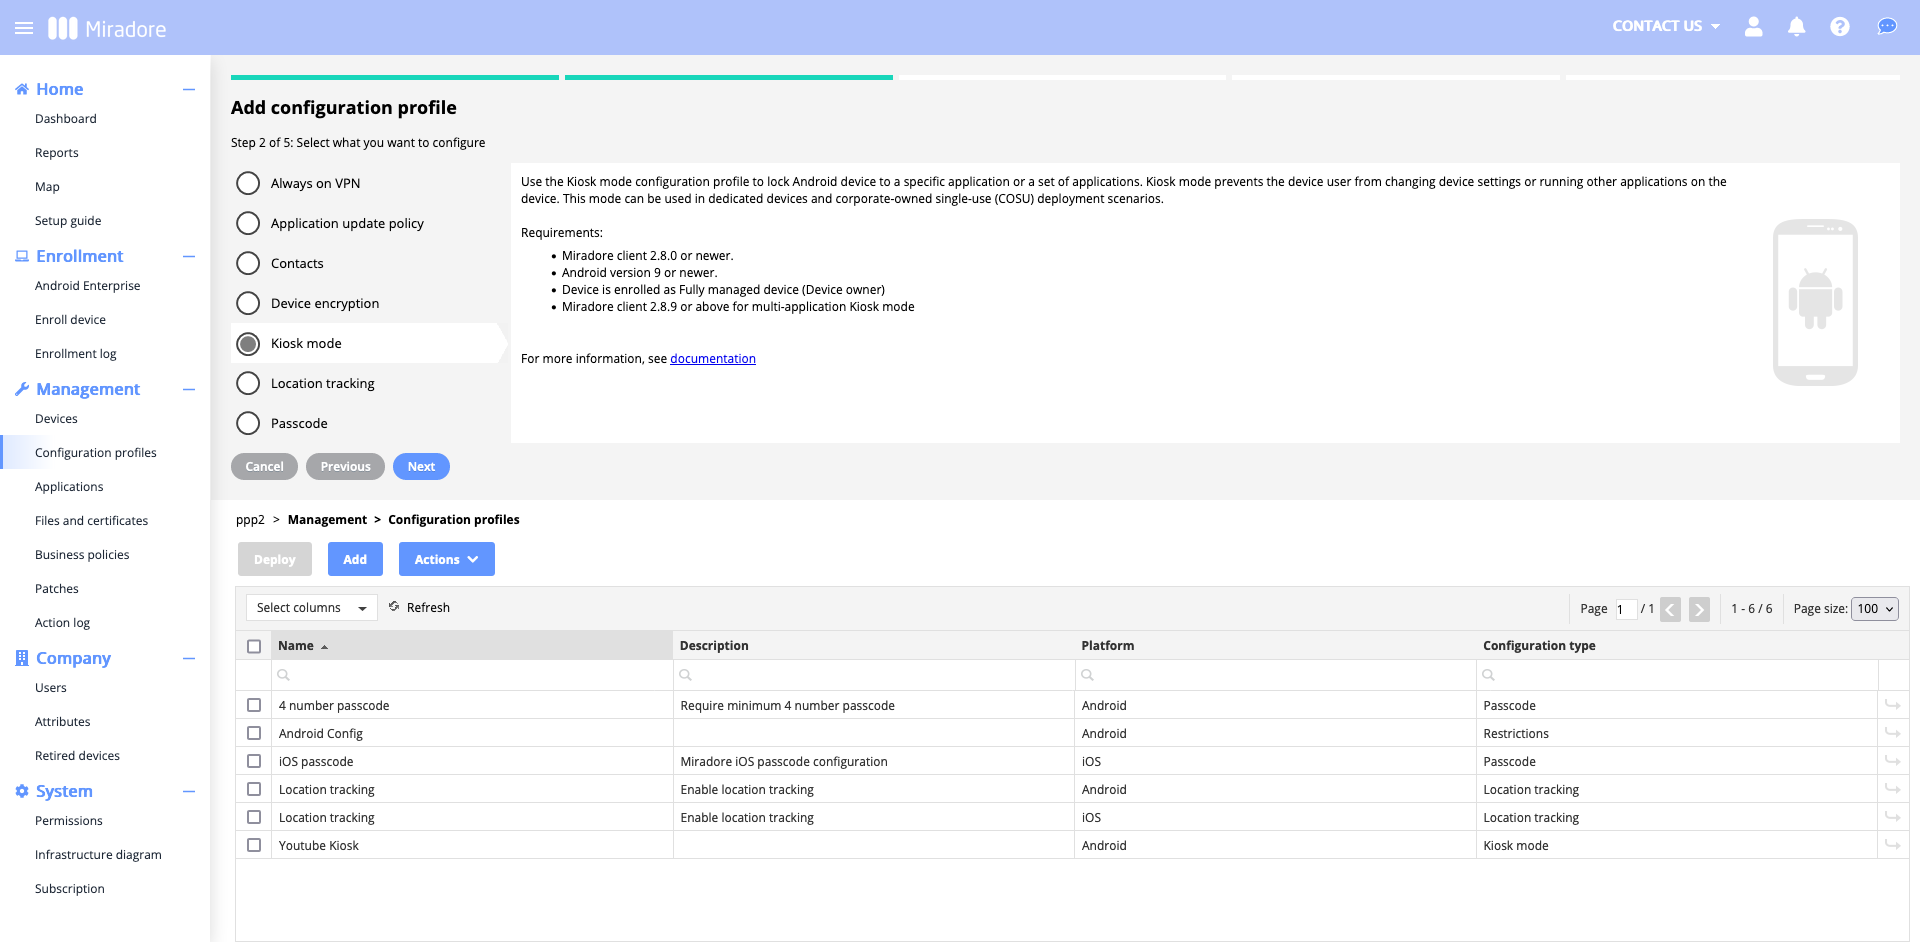 Miradore
CONTACT US
Home
Dashboard
Reports
Map
Setup guide
Enrollment
Android Enterprise
Enroll device
Enrollment log
Management
Devices
Configuration profiles
Applications
Files and certificates
Business policies
Patches
Action log
Company
Users
Attributes
Retired devices
System
Permissions
Infrastructure diagram
Subscription
Add configuration profile
Step 2 of 5: Select what you want to configure
Always on VPN
Application update policy
Contacts
Device encryption
Kiosk mode
Location tracking
Passcode
Use the Kiosk mode configuration profile to lock Android device to a specific application or a set of applications. Kiosk mode prevents the device user from changing device settings or running other applications on the
device. This mode can be used in dedicated devices and corporate-owned single-use (COSU) deployment scenarios.
Requirements:
• Miradore client 2.8.0 or newer.
• Android version 9 or newer.
• Device is enrolled as Fully managed device (Device owner)
• Miradore client 2.8.9 or above for multi-application Kiosk mode
For more information, see documentation
Cancel Previous Next
ppp2 > Management > Configuration profiles
Deploy Add Actions
Select columns Refresh Page 1 / 1 1 - 6 / 6 Page size: 100
Name Description Platform Configuration type
4 number passcode Require minimum 4 number passcode Android Passcode
Android Config Android Restrictions
iOS passcode Miradore iOS passcode configuration iOS Passcode
Location tracking Enable location tracking Android Location tracking
Location tracking Enable location tracking iOS Location tracking
Youtube Kiosk Android Kiosk mode